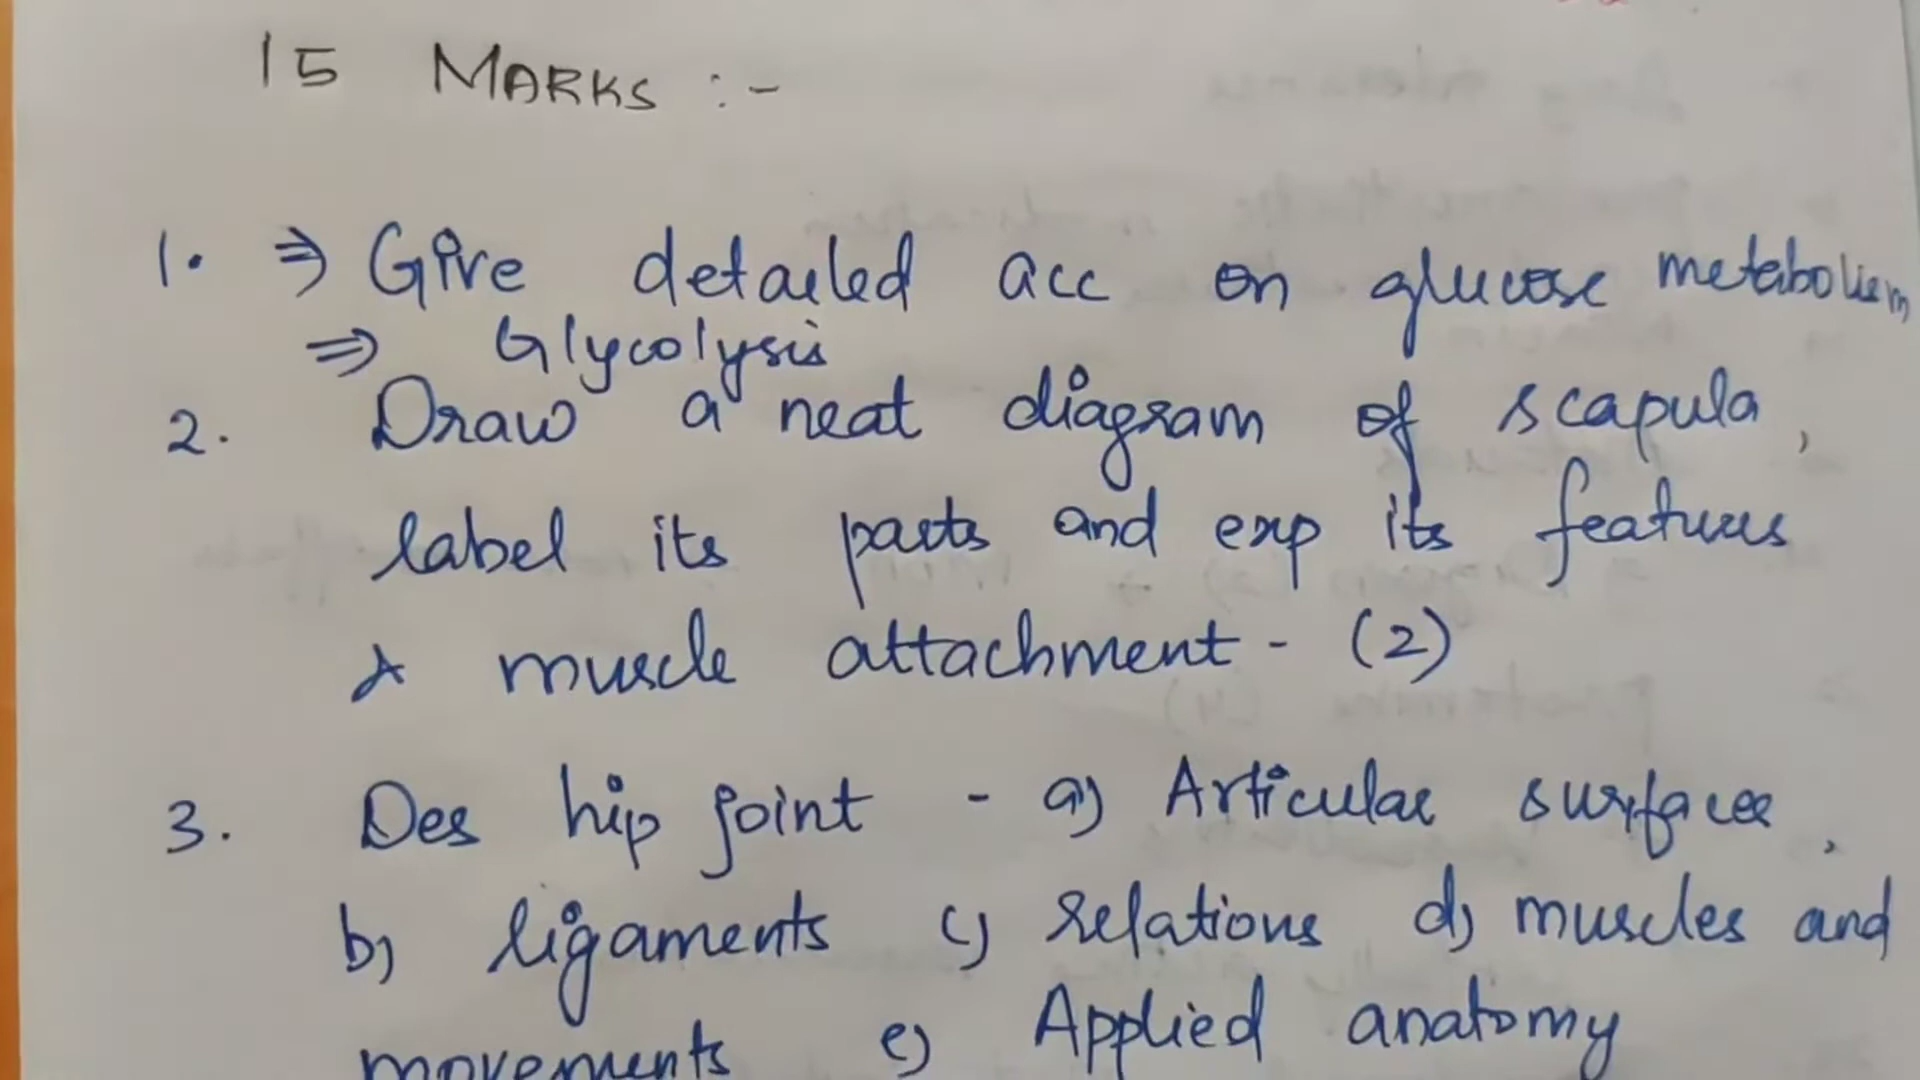 15 MARKS :-
1. ⇒ Give detailed acc on glucose metabolism
⇒ Glycolysis
2. Draw a neat diagram of scapula,
label its parts and exp its features
& muscle attachment - (2)
3. Des hip joint - a) Articular surfaces,
b) ligaments c) relations d) muscles and
movements e) Applied anatomy